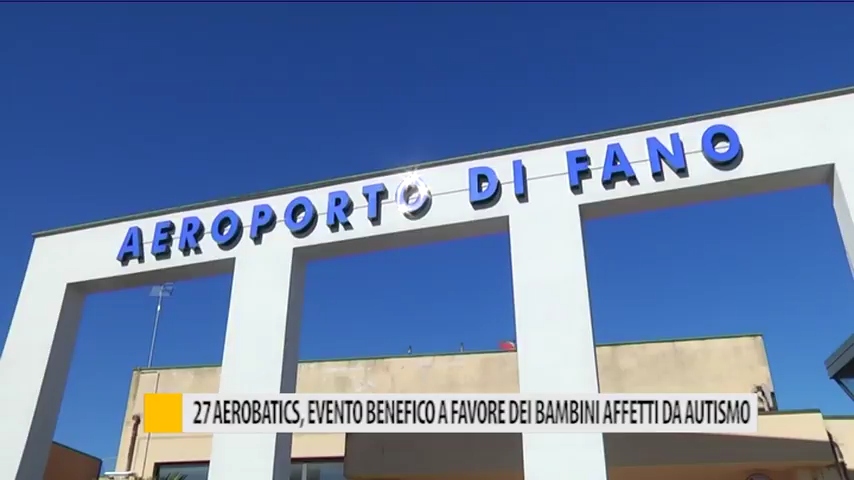 AEROPORTO DI FANO
27 AEROBATICS, EVENTO BENEFICO A FAVORE DEI BAMBINI AFFETTI DA AUTISMO